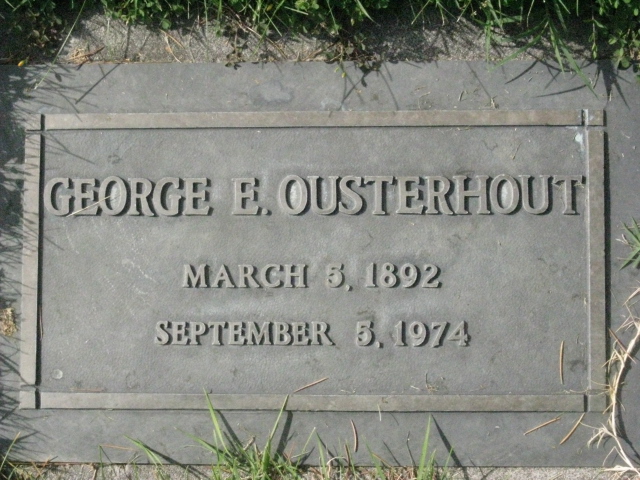 GEORGE E. OUSTERHOUT
MARCH 5, 1892
SEPTEMBER 5, 1974